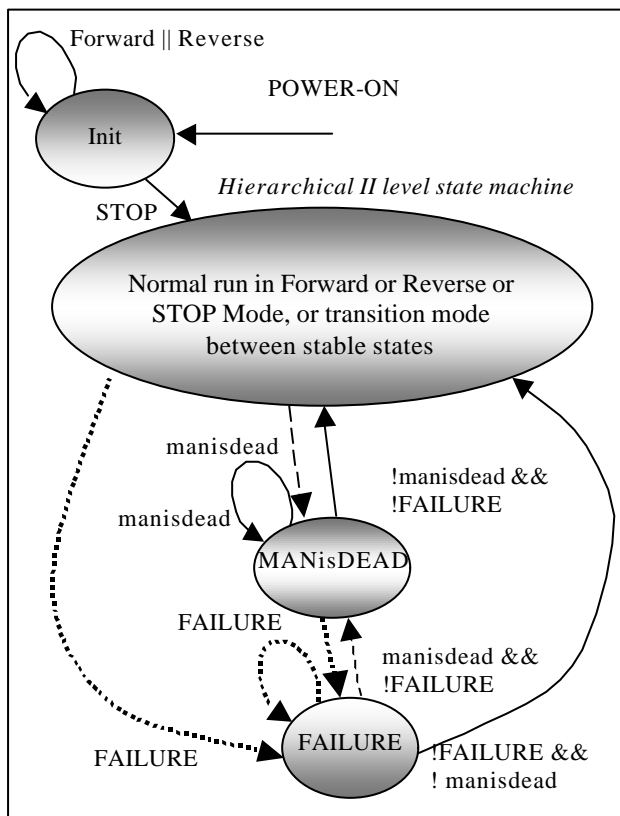 Forward || Reverse
POWER-ON
Init
Hierarchical II level state machine
STOP
Normal run in Forward or Reverse or
STOP Mode, or transition mode
between stable states
manisdead
!manisdead &&
!FAILURE
manisdead
MANisDEAD
FAILURE
manisdead &&
!FAILURE
FAILURE
FAILURE
!FAILURE &&
! manisdead